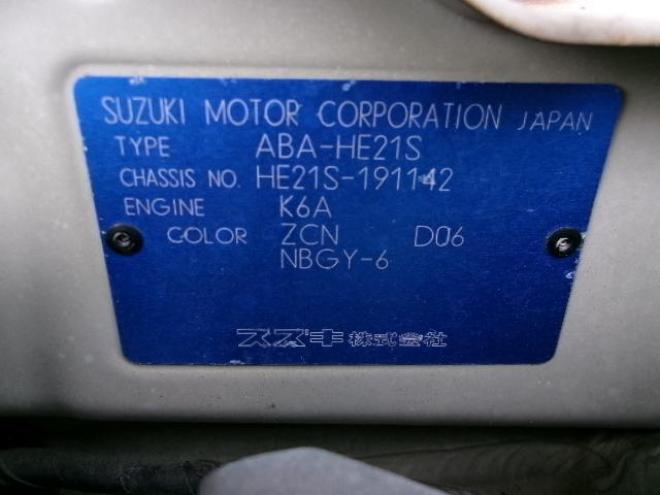 SUZUKI MOTOR CORPORATION JAPAN
TYPE ABA-HE21S
CHASSIS NO. HE21S-191142
ENGINE K6A
COLOR ZCN D06
NBGY-6
スズキ株式会社